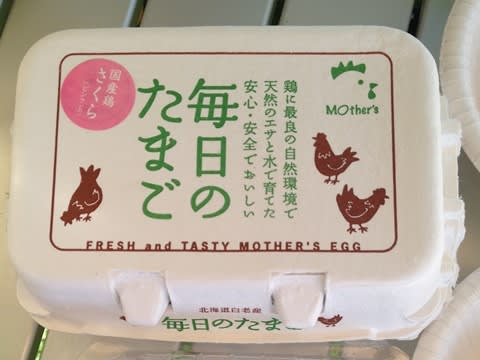 国産鶏
さくら
MOther's
毎日の
たまご
鶏に最良の自然環境で
天然のエサと水で育てた
安心・安全で、おいしい
FRESH and TASTY MOTHER'S EGG
北海道白老産
毎日のたまご